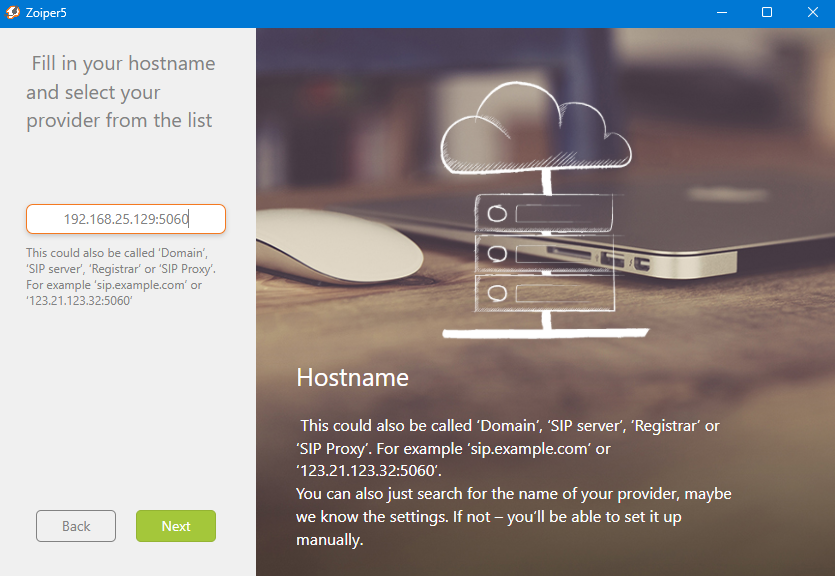 Zoiper5
Fill in your hostname
and select your
provider from the list
192.168.25.129:5060
This could also be called ‘Domain’,
‘SIP server’, ‘Registrar’ or ‘SIP Proxy’.
For example ‘sip.example.com’ or
‘123.21.123.32:5060’
Back
Next
Hostname
This could also be called ‘Domain’, ‘SIP server’, ‘Registrar’ or
‘SIP Proxy’. For example ‘sip.example.com’ or
‘123.21.123.32:5060’.
You can also just search for the name of your provider, maybe
we know the settings. If not – you’ll be able to set it up
manually.